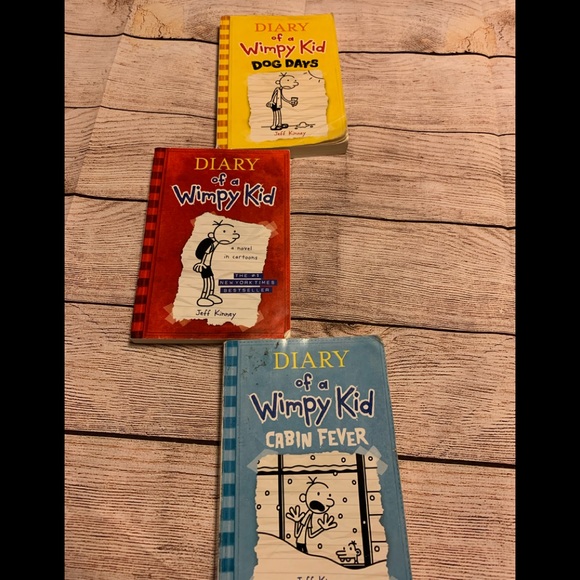 DIARY
of a
Wimpy Kid
DOG DAYS
Jeff Kinney
DIARY
of a
Wimpy Kid
a novel
in cartoons
THE #1
NEW YORK TIMES
BESTSELLER
Jeff Kinney
DIARY
of a
Wimpy Kid
CABIN FEVER
Jeff